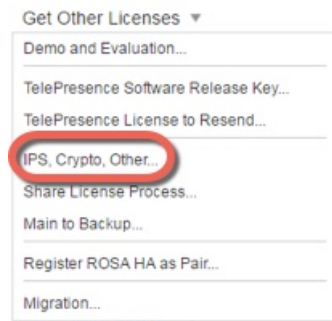 Get Other Licenses ▼
Demo and Evaluation...
TelePresence Software Release Key...
TelePresence License to Resend...
IPS, Crypto, Other...
Share License Process...
Main to Backup...
Register ROSA HA as Pair...
Migration...